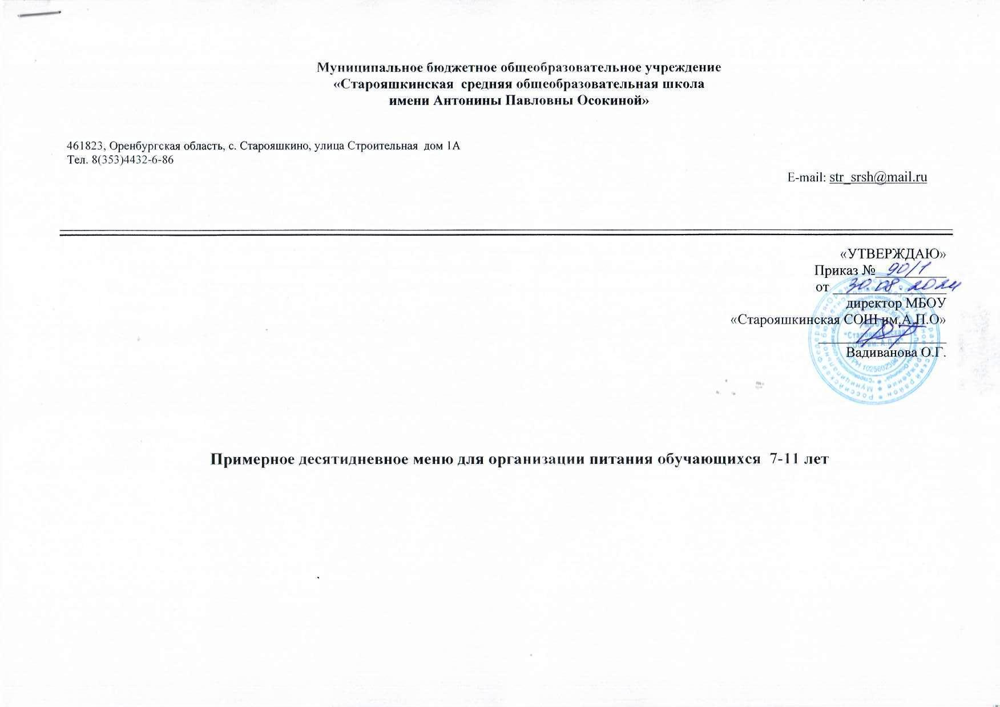 Муниципальное бюджетное общеобразовательное учреждение
«Старояшкинская средняя общеобразовательная школа
имени Антонины Павловны Осокиной»
461823, Оренбургская область, с. Старояшкино, улица Строительная дом 1А
Тел. 8(353)4432-6-86
E-mail: str_srsh@mail.ru
«УТВЕРЖДАЮ»
Приказ № 90/1
от 30.08.2024
директор МБОУ
«Старояшкинская СОШ им.А.П.О»
Вадиванова О.Г.
Примерное десятидневное меню для организации питания обучающихся 7-11 лет